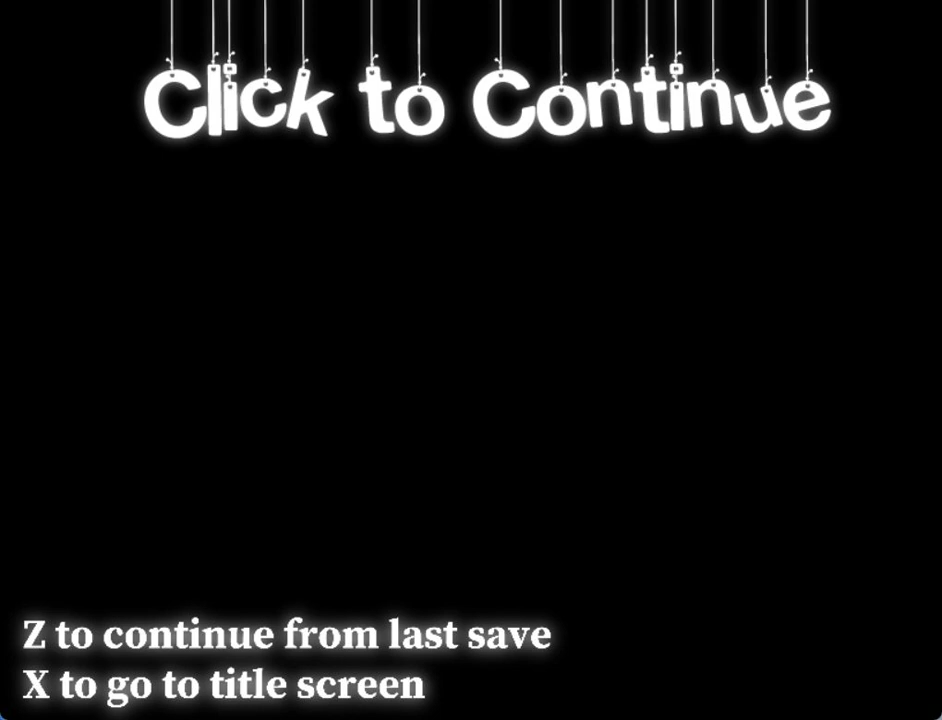 Click to Continue
Z to continue from last save
X to go to title screen